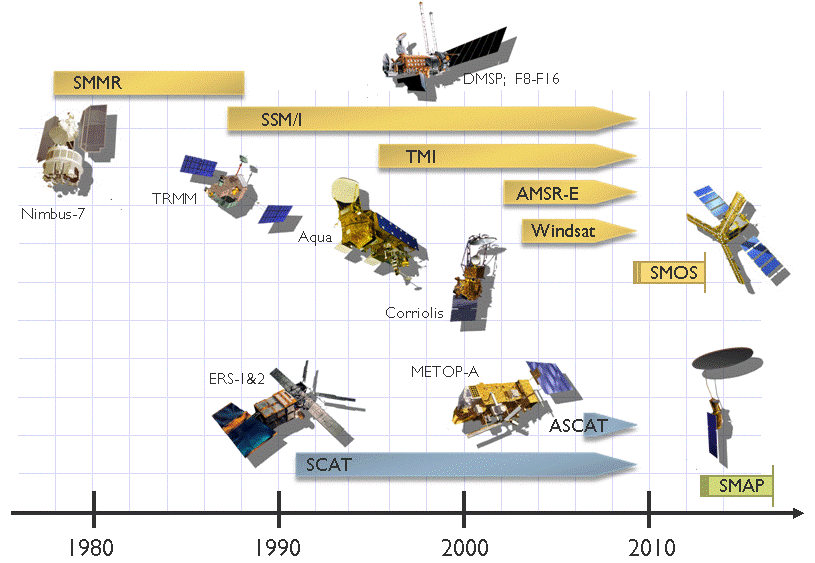 DMSP; F8-F16
SMMR
SSM/I
TMI
TRMM
AMSR-E
Nimbus-7
Aqua
Windsat
SMOS
Corriolis
ERS-1&2
METOP-A
ASCAT
SCAT
SMAP
1980
1990
2000
2010